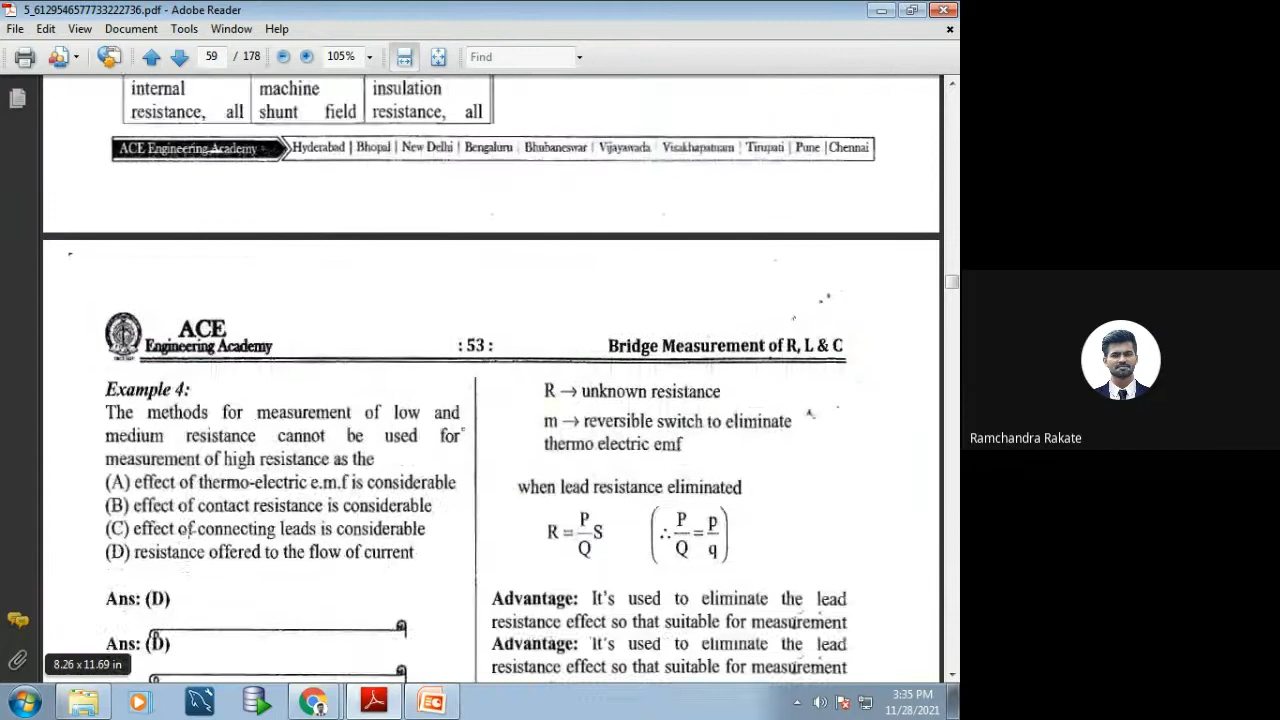 5_6129546577733222736.pdf - Adobe Reader
File Edit View Document Tools Window Help
59 / 178 105% Find
internal machine insulation
resistance, all shunt field resistance, all
ACE Engineering Academy Hyderabad | Bhopal | New Delhi | Bengaluru | Bhubaneswar | Vijayawada | Visakhapatnam | Tirupati | Pune | Chennai
ACE
Engineering Academy : 53 : Bridge Measurement of R, L & C
Example 4:
The methods for measurement of low and
medium resistance cannot be used for
measurement of high resistance as the
(A) effect of thermo-electric e.m.f is considerable
(B) effect of contact resistance is considerable
(C) effect of connecting leads is considerable
(D) resistance offered to the flow of current
Ans: (D)
Ans: (D)
8.26 x 11.69 in
R → unknown resistance
m → reversible switch to eliminate
thermo electric emf
when lead resistance eliminated
R = P/Q S (∴ P/Q = p/q)
Advantage: It's used to eliminate the lead
resistance effect so that suitable for measurement
Advantage: It's used to eliminate the lead
resistance effect so that suitable for measurement
Ramchandra Rakate
3:35 PM
11/28/2021